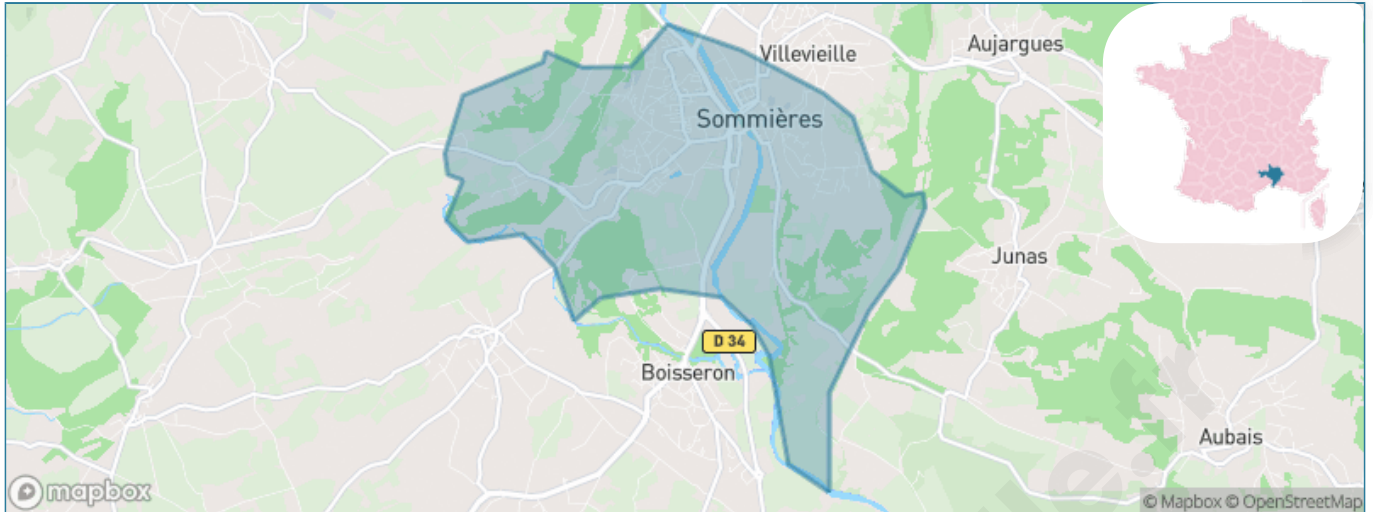 Aujargues
Villevieille
Sommières
Junas
D 34
Boisseron
Aubais
mapbox
© Mapbox © OpenStreetMap